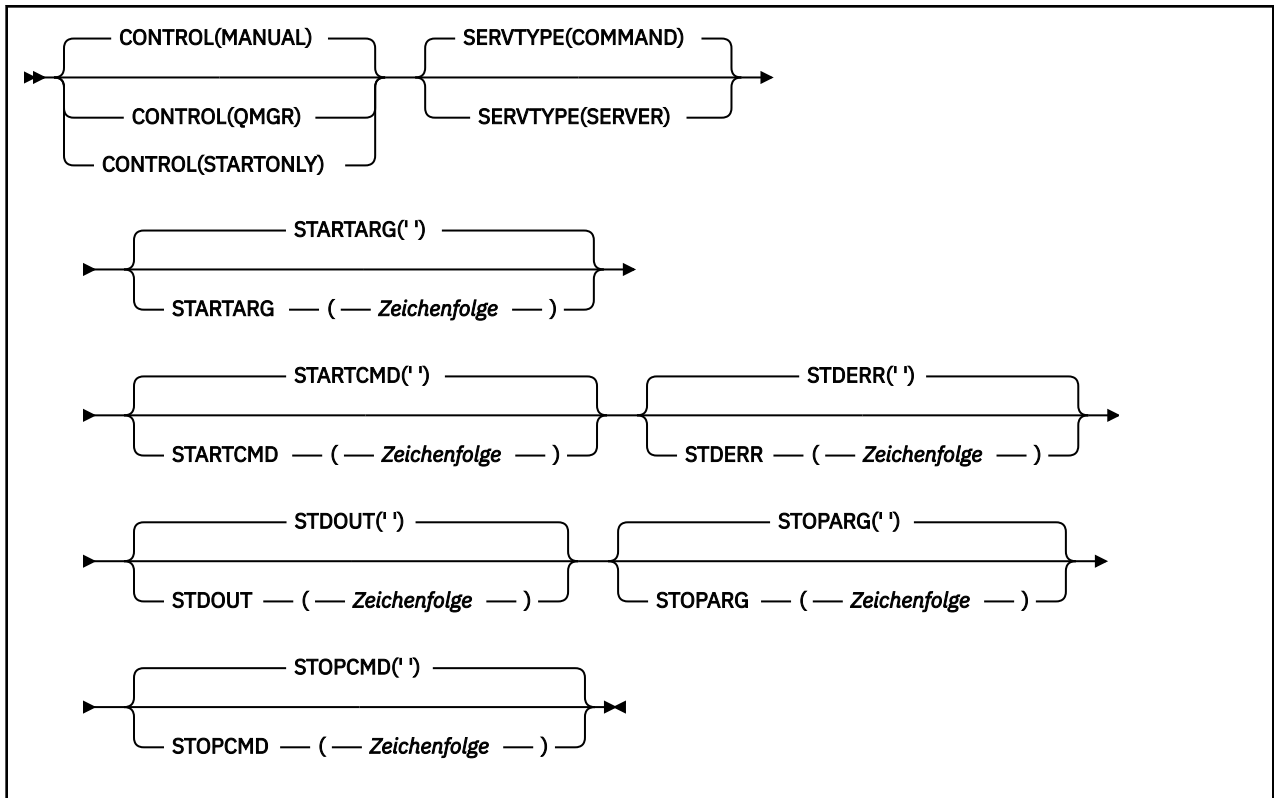 CONTROL(MANUAL) SERVTYPE(COMMAND)
CONTROL(QMGR) SERVTYPE(SERVER)
CONTROL(STARTONLY)
STARTARG(' ')
STARTARG ( Zeichenfolge )
STARTCMD(' ') STDERR(' ')
STARTCMD ( Zeichenfolge ) STDERR ( Zeichenfolge )
STDOUT(' ') STOPARG(' ')
STDOUT ( Zeichenfolge ) STOPARG ( Zeichenfolge )
STOPCMD(' ')
STOPCMD ( Zeichenfolge )